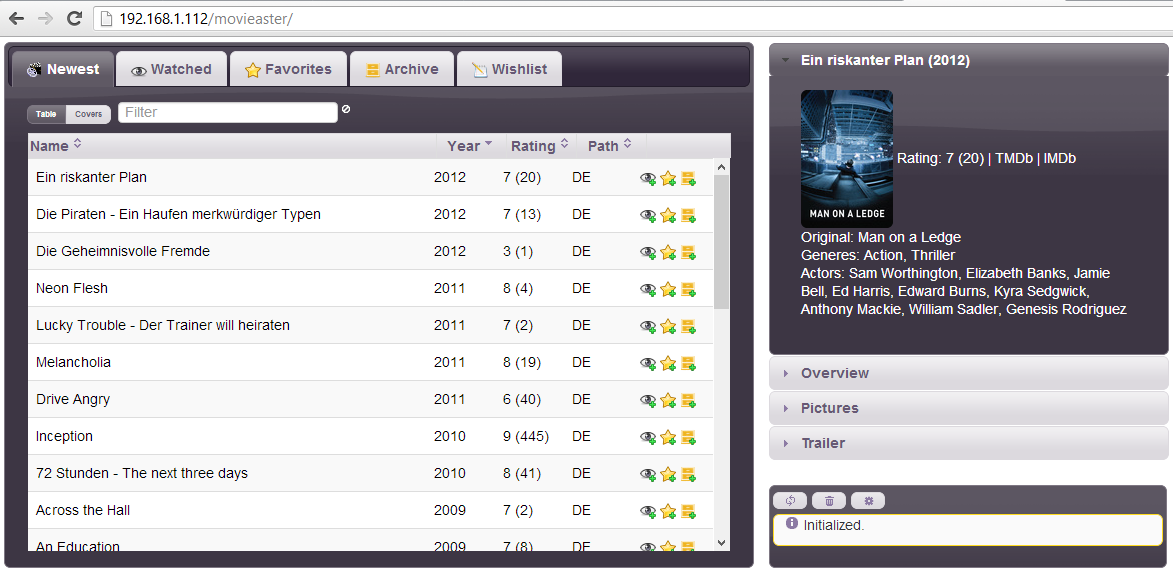 192.168.1.112/movieaster/
Newest Watched Favorites Archive Wishlist
Table Covers Filter
Name Year Rating Path
Ein riskanter Plan 2012 7 (20) DE
Die Piraten - Ein Haufen merkwürdiger Typen 2012 7 (13) DE
Die Geheimnisvolle Fremde 2012 3 (1) DE
Neon Flesh 2011 8 (4) DE
Lucky Trouble - Der Trainer will heiraten 2011 7 (2) DE
Melancholia 2011 8 (19) DE
Drive Angry 2011 6 (40) DE
Inception 2010 9 (445) DE
72 Stunden - The next three days 2010 8 (41) DE
Across the Hall 2009 7 (2) DE
An Education 2009 7 (8) DE
Ein riskanter Plan (2012)
MAN ON A LEDGE
Rating: 7 (20) | TMDb | IMDb
Original: Man on a Ledge
Generes: Action, Thriller
Actors: Sam Worthington, Elizabeth Banks, Jamie
Bell, Ed Harris, Edward Burns, Kyra Sedgwick,
Anthony Mackie, William Sadler, Genesis Rodriguez
Overview
Pictures
Trailer
Initialized.